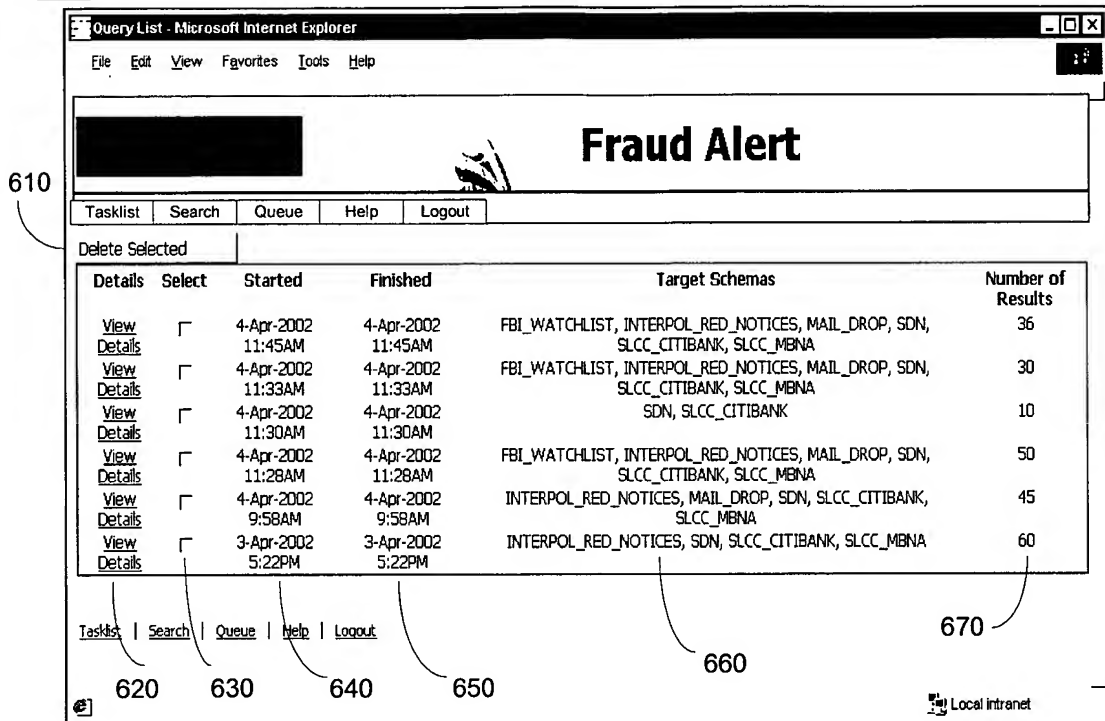 Query List - Microsoft Internet Explorer
File Edit View Favorites Tools Help
Fraud Alert
610
Tasklist Search Queue Help Logout
Delete Selected
Details Select Started Finished Target Schemas Number of
Results
View 4-Apr-2002 4-Apr-2002 FBI_WATCHLIST, INTERPOL_RED_NOTICES, MAIL_DROP, SDN, 36
Details 11:45AM 11:45AM SLCC_CITIBANK, SLCC_MBNA
View 4-Apr-2002 4-Apr-2002 FBI_WATCHLIST, INTERPOL_RED_NOTICES, MAIL_DROP, SDN, 30
Details 11:33AM 11:33AM SLCC_CITIBANK, SLCC_MBNA
View 4-Apr-2002 4-Apr-2002 SDN, SLCC_CITIBANK 10
Details 11:30AM 11:30AM
View 4-Apr-2002 4-Apr-2002 FBI_WATCHLIST, INTERPOL_RED_NOTICES, MAIL_DROP, SDN, 50
Details 11:28AM 11:28AM SLCC_CITIBANK, SLCC_MBNA
View 4-Apr-2002 4-Apr-2002 INTERPOL_RED_NOTICES, MAIL_DROP, SDN, SLCC_CITIBANK, 45
Details 9:58AM 9:58AM SLCC_MBNA
View 3-Apr-2002 3-Apr-2002 INTERPOL_RED_NOTICES, SDN, SLCC_CITIBANK, SLCC_MBNA 60
Details 5:22PM 5:22PM
Tasklist | Search | Queue | Help | Logout
670
660
620 630 640 650
Local intranet